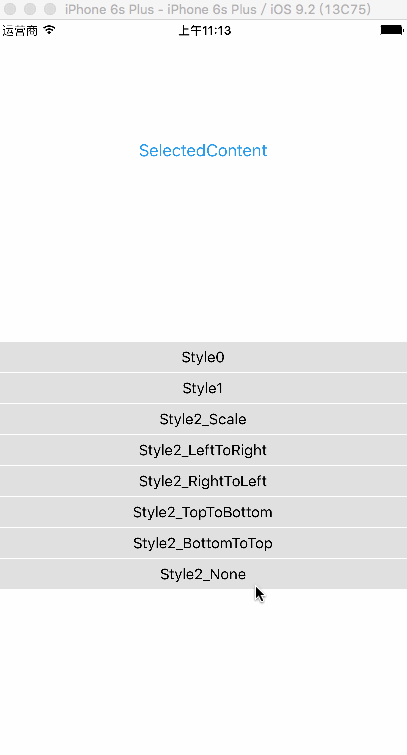 iPhone 6s Plus - iPhone 6s Plus / iOS 9.2 (13C75)
运营商 上午11:13
SelectedContent
Style0
Style1
Style2_Scale
Style2_LeftToRight
Style2_RightToLeft
Style2_TopToBottom
Style2_BottomToTop
Style2_None